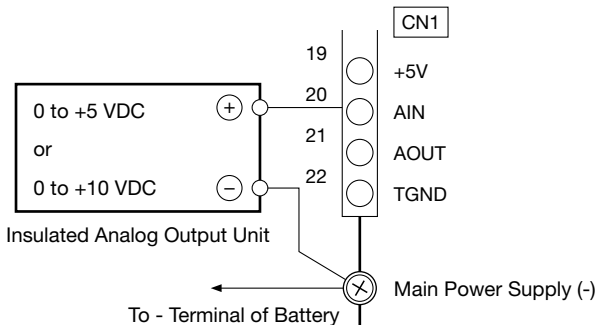 CN1
19
+5V
20
0 to +5 VDC
+
AIN
or
21
AOUT
22
0 to +10 VDC
−
TGND
Insulated Analog Output Unit
Main Power Supply (-)
To - Terminal of Battery